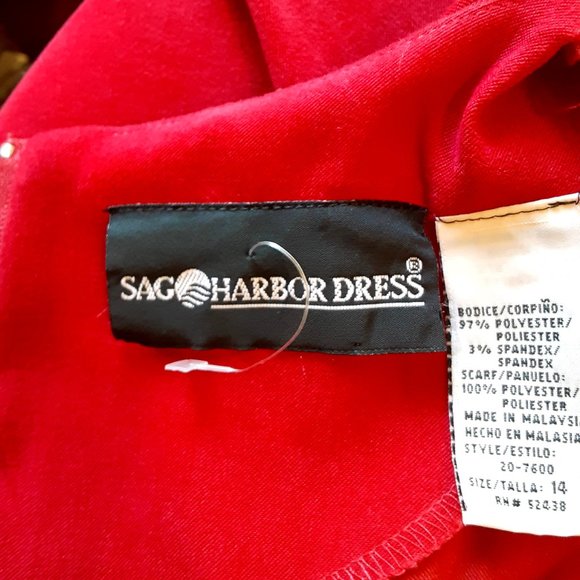 SAG HARBOR DRESS®
BODICE/CORPIÑO:
97% POLYESTER/
POLIESTER
3% SPANDEX/
SPANDEX
SCARF/PANUELO:
100% POLYESTER/
POLIESTER
MADE IN MALAYSI
HECHO EN MALASIA
STYLE/ESTILO:
20-7600
SIZE/TALLA: 14
RN# 52438